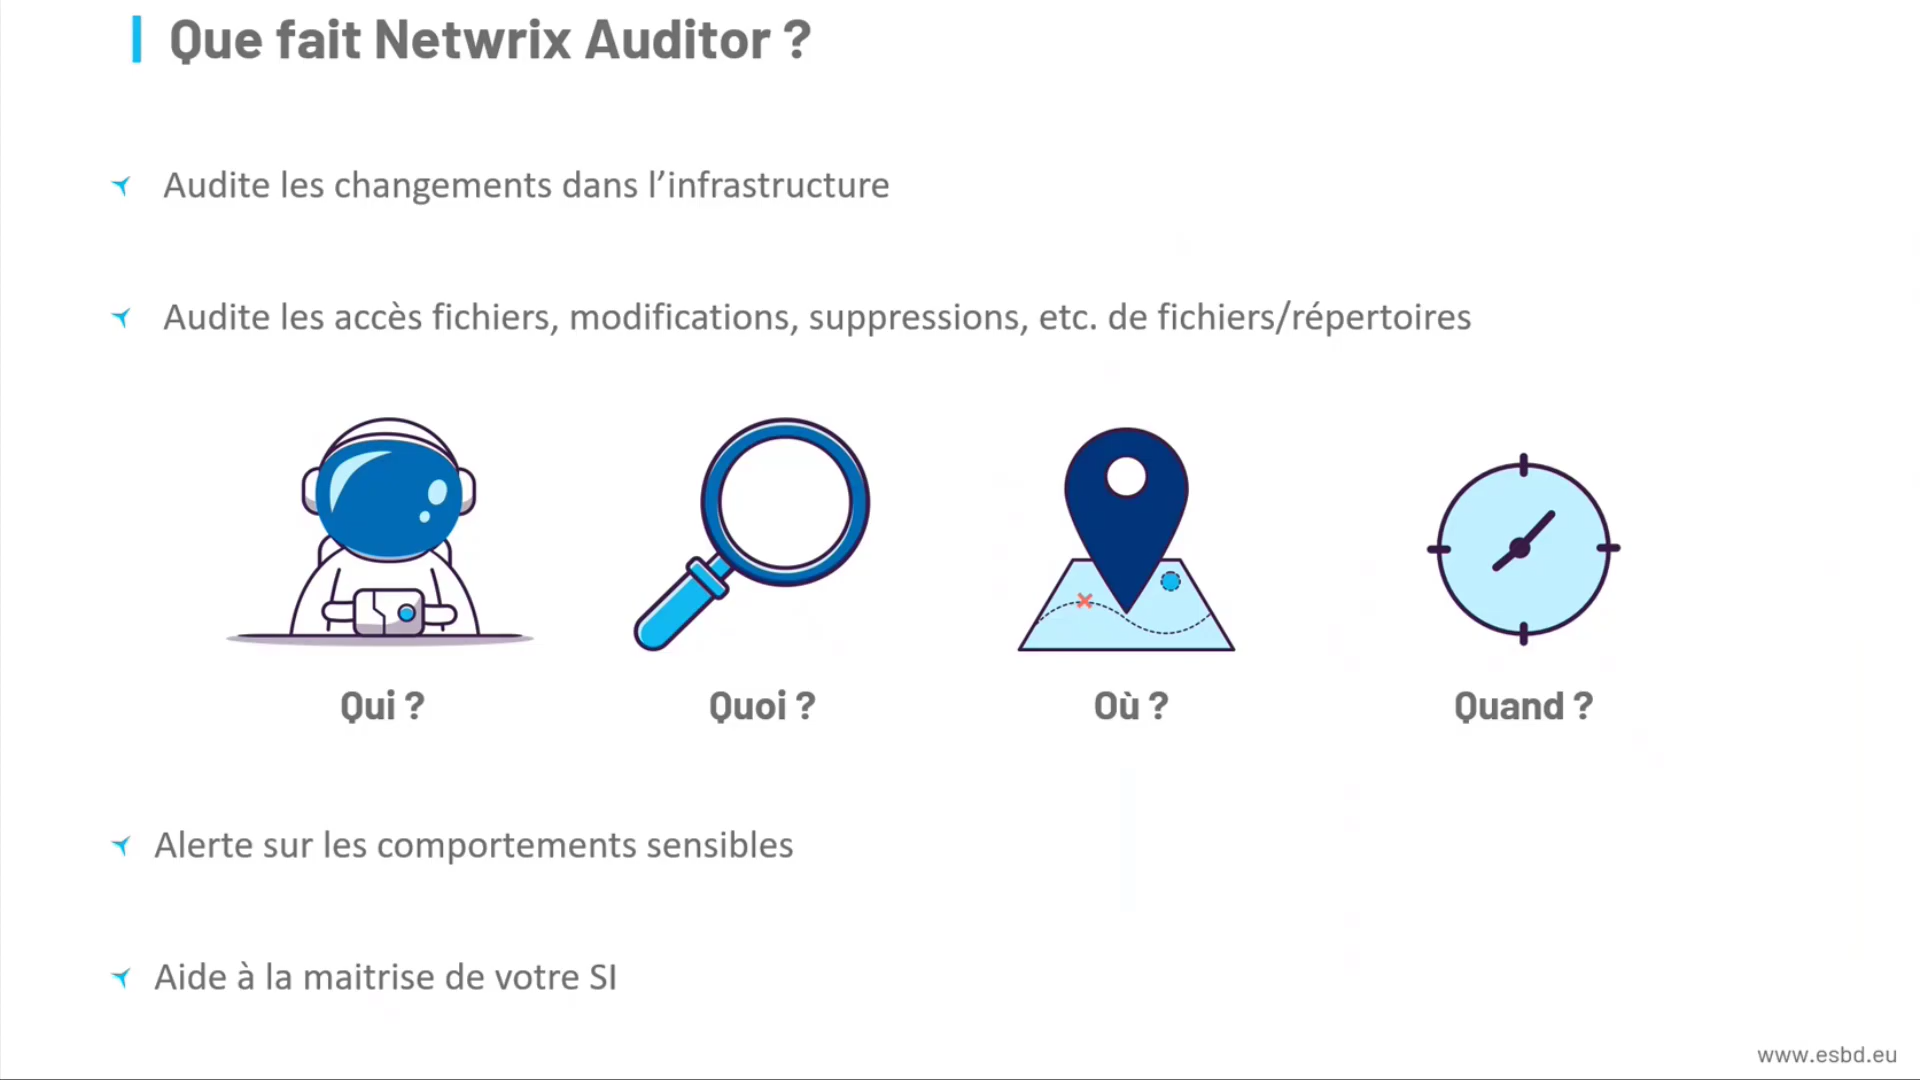 Que fait Netwrix Auditor ?
Audite les changements dans l’infrastructure
Audite les accès fichiers, modifications, suppressions, etc. de fichiers/répertoires
Qui ?
Quoi ?
Où ?
Quand ?
Alerte sur les comportements sensibles
Aide à la maitrise de votre SI
www.esbd.eu